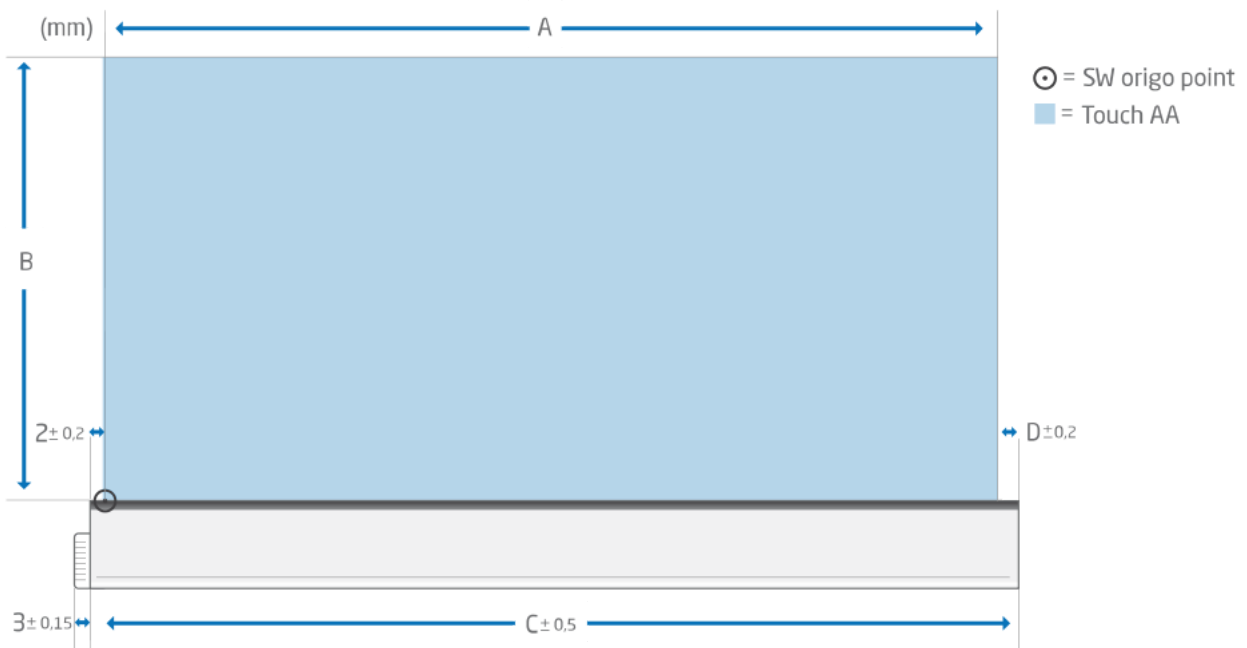 (mm)
A
⊙ = SW origo point
= Touch AA
B
2± 0,2
D±0,2
3± 0,15
C± 0,5